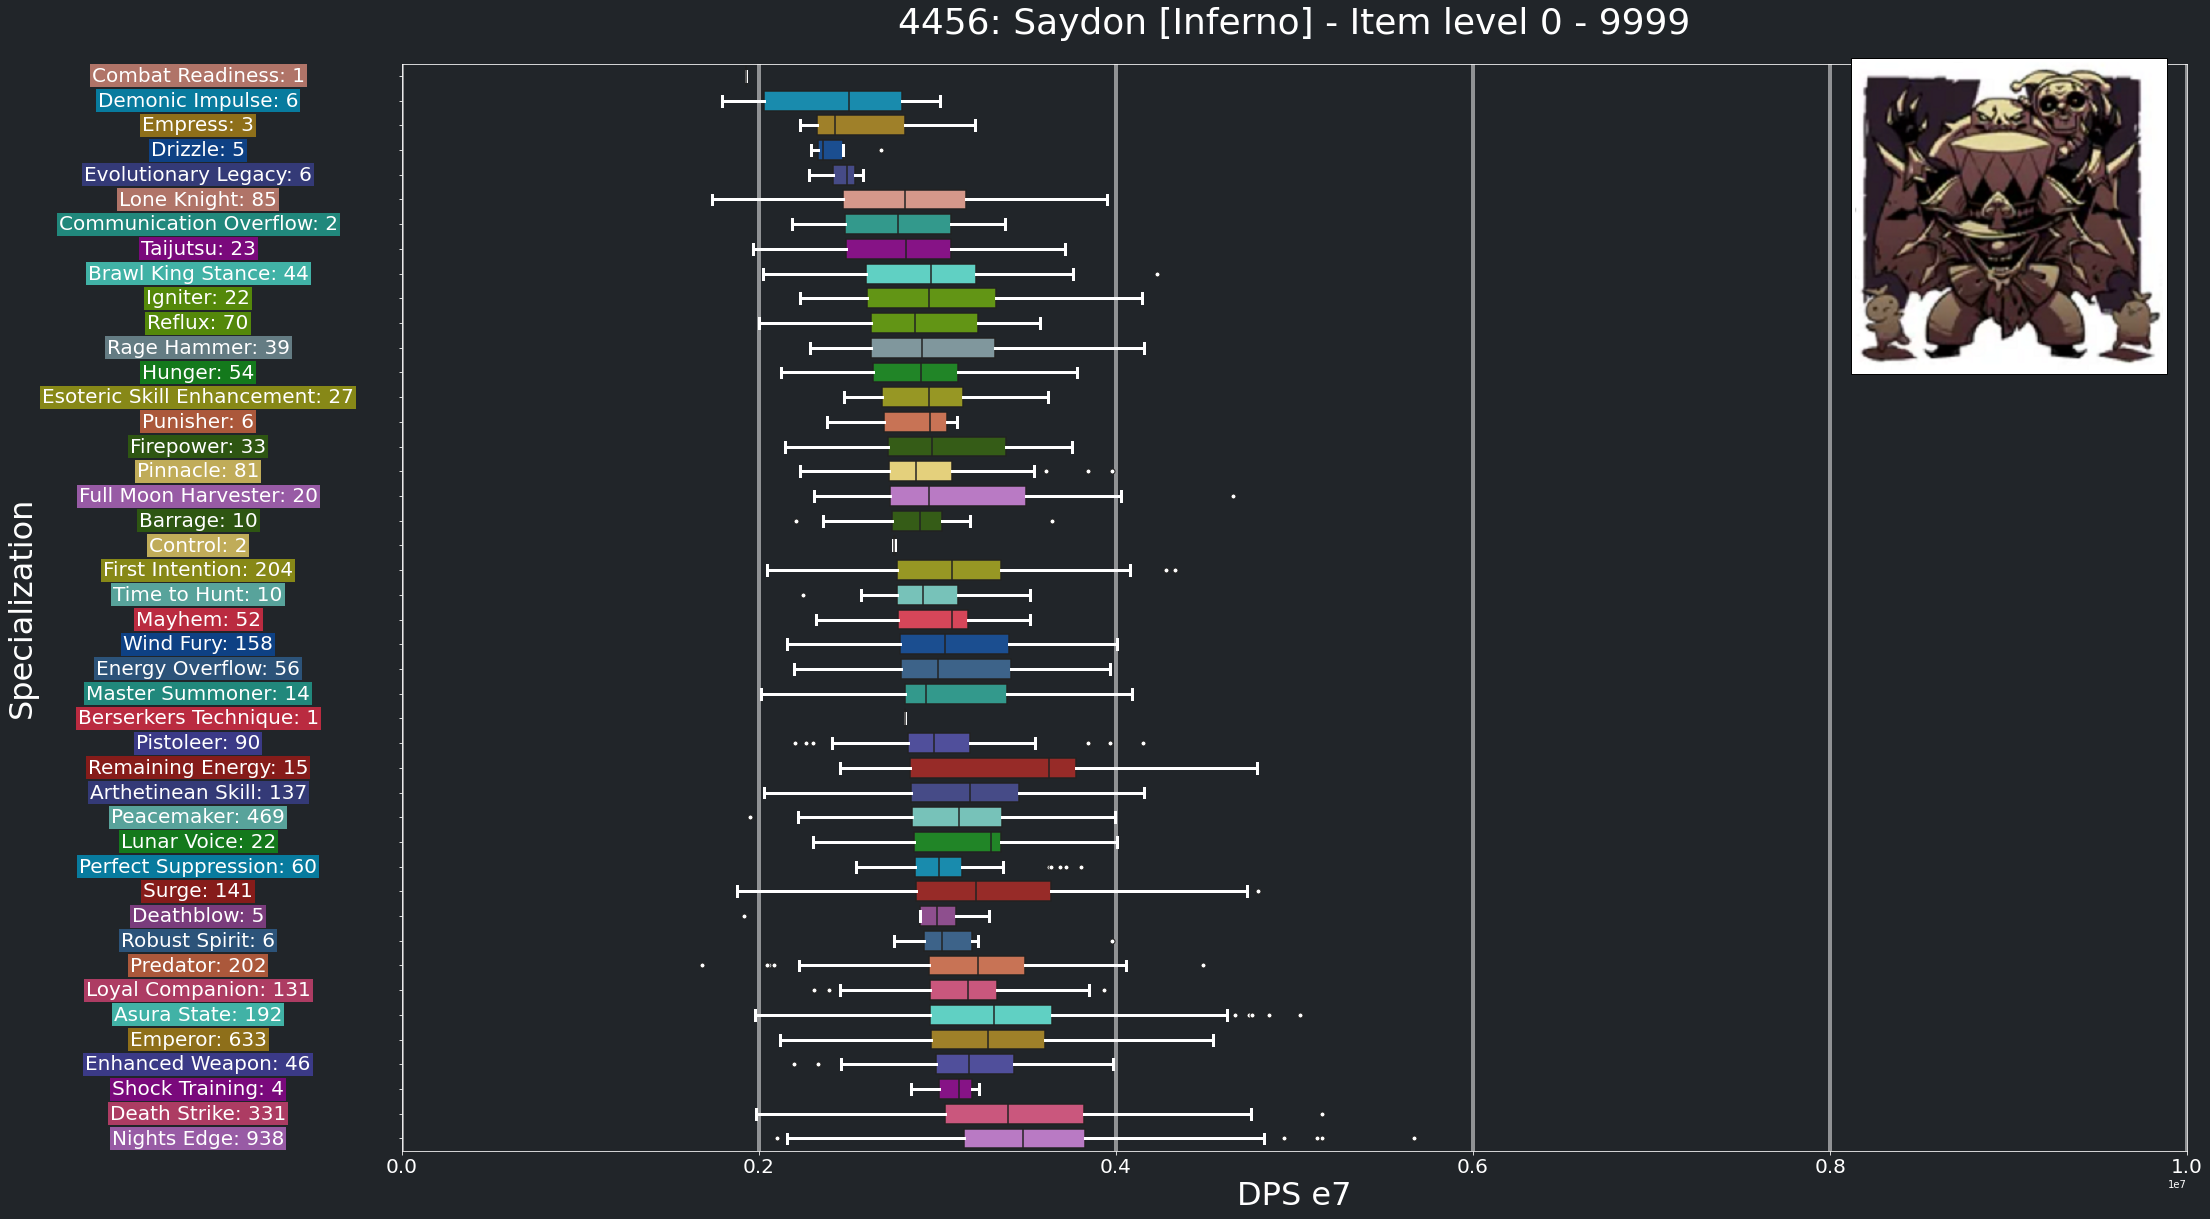 4456: Saydon [Inferno] - Item level 0 - 9999
Combat Readiness: 1
Demonic Impulse: 6
Empress: 3
Drizzle: 5
Evolutionary Legacy: 6
Lone Knight: 85
Communication Overflow: 2
Taijutsu: 23
Brawl King Stance: 44
Igniter: 22
Reflux: 70
Rage Hammer: 39
Hunger: 54
Esoteric Skill Enhancement: 27
Punisher: 6
Firepower: 33
Pinnacle: 81
Full Moon Harvester: 20
Barrage: 10
Control: 2
First Intention: 204
Time to Hunt: 10
Mayhem: 52
Wind Fury: 158
Energy Overflow: 56
Master Summoner: 14
Berserkers Technique: 1
Pistoleer: 90
Remaining Energy: 15
Arthetinean Skill: 137
Peacemaker: 469
Lunar Voice: 22
Perfect Suppression: 60
Surge: 141
Deathblow: 5
Robust Spirit: 6
Predator: 202
Loyal Companion: 131
Asura State: 192
Emperor: 633
Enhanced Weapon: 46
Shock Training: 4
Death Strike: 331
Nights Edge: 938
Specialization
0.0 0.2 0.4 0.6 0.8 1.0
1e7
DPS e7